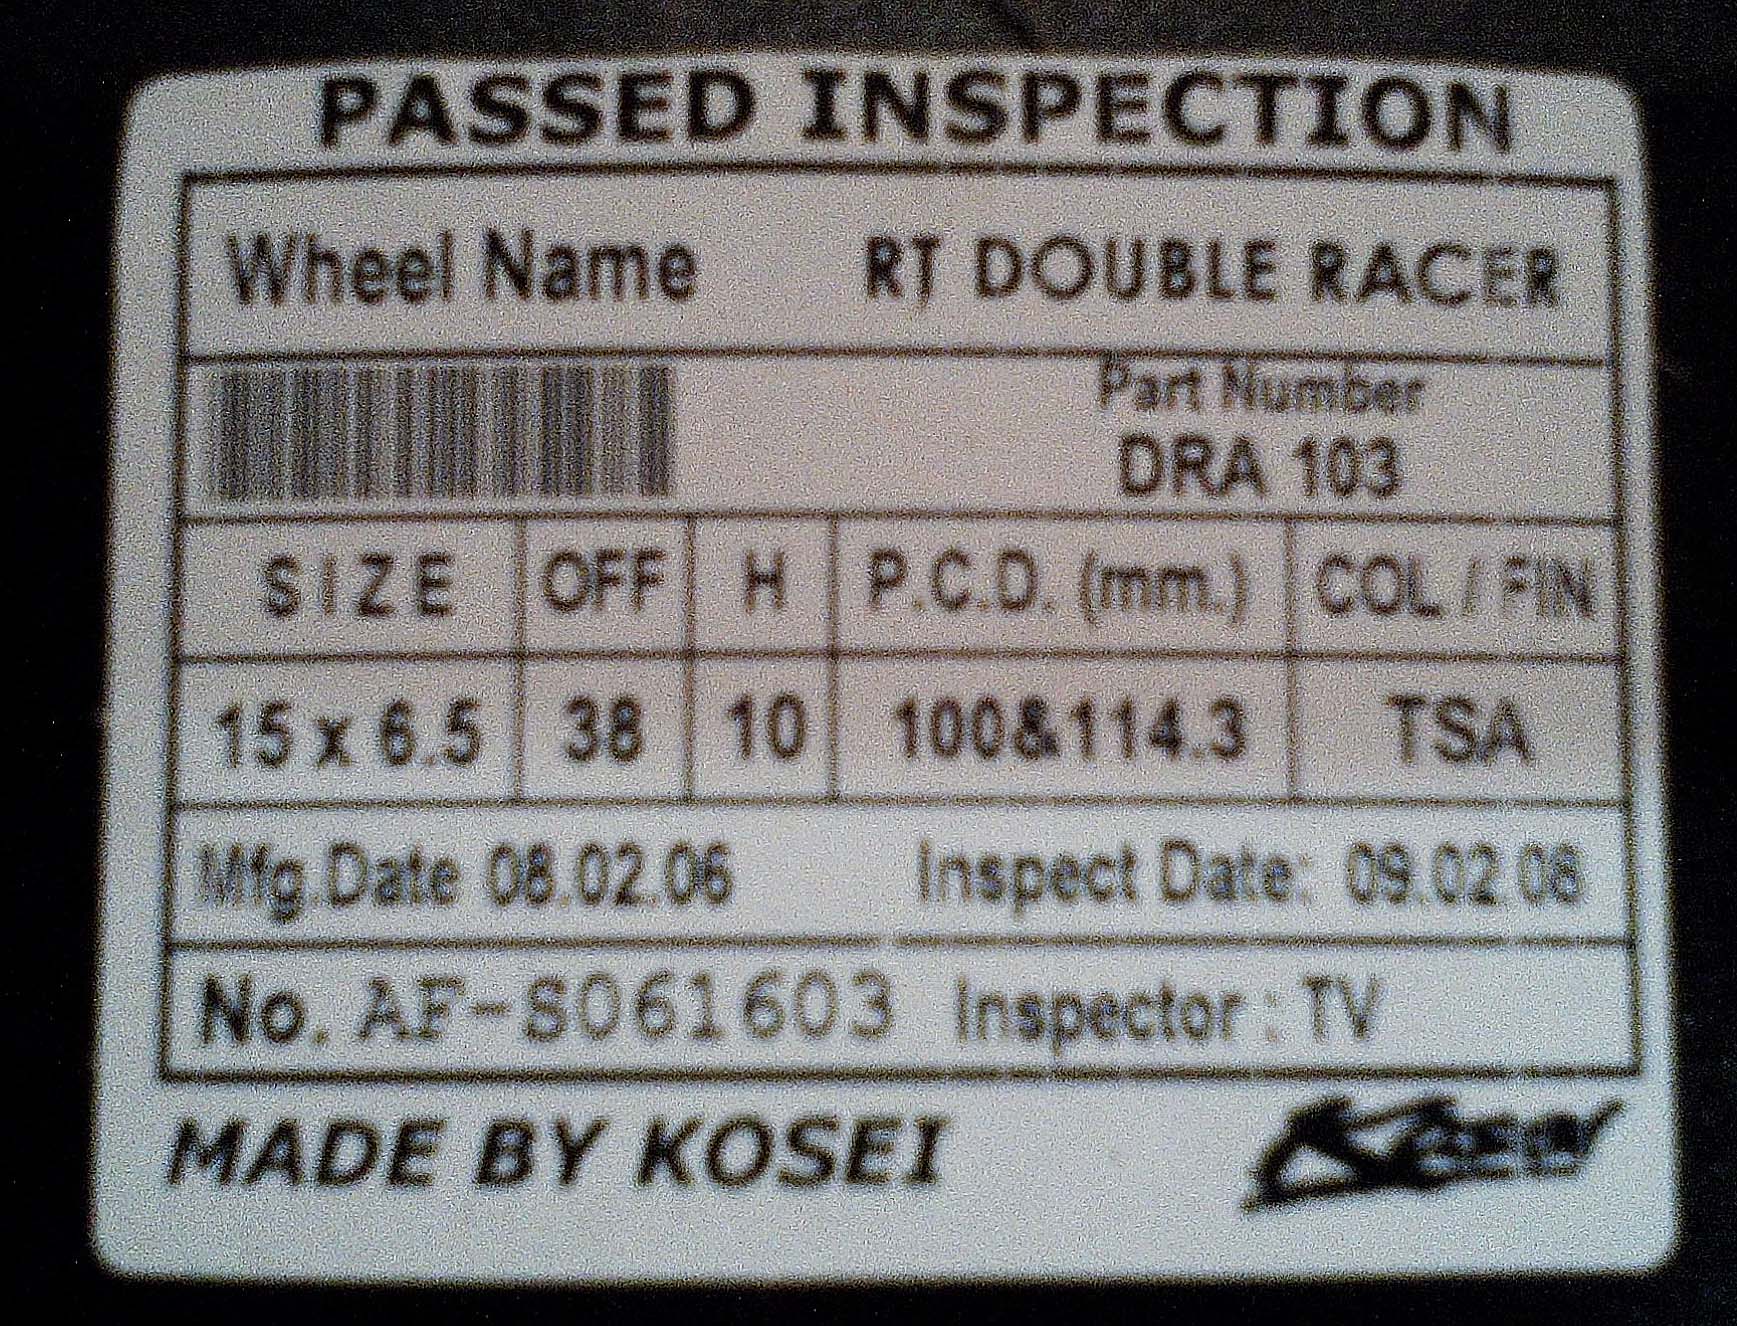 PASSED INSPECTION
Wheel Name RT DOUBLE RACER
Part Number
DRA 103
SIZE OFF H P.C.D. (mm.) COL / FIN
15 x 6.5 38 10 100&114.3 TSA
Mfg.Date 08.02.06 Inspect Date: 09.02.08
No. AF-S061603 Inspector : TV
MADE BY KOSEI